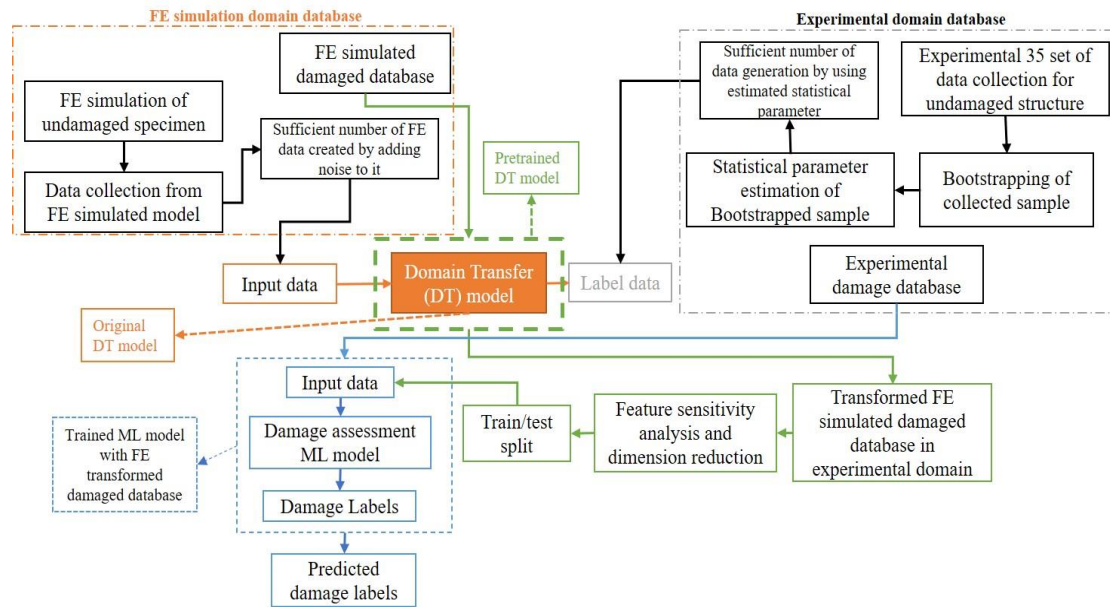 FE simulation domain database
FE simulated
damaged database
FE simulation of
undamaged specimen
Sufficient number of FE
data created by adding
noise to it
Data collection from
FE simulated model
Experimental domain database
Sufficient number of
data generation by using
estimated statistical
parameter
Experimental 35 set of
data collection for
undamaged structure
Statistical parameter
estimation of
Bootstrapped sample
Bootstrapping of
collected sample
Experimental
damage database
Pretrained
DT model
Input data
Domain Transfer
(DT) model
Label data
Original
DT model
Input data
Damage assessment
ML model
Damage Labels
Trained ML model
with FE
transformed
damaged database
Train/test
split
Feature sensitivity
analysis and
dimension reduction
Transformed FE
simulated damaged
database in
experimental domain
Predicted
damage labels